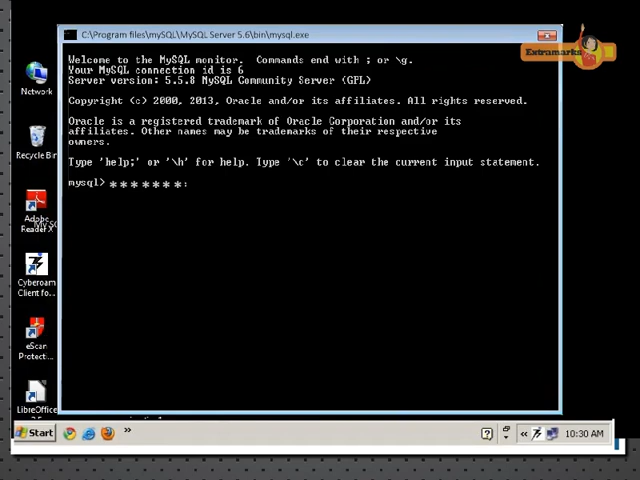 C:\Program files\mySQL\MySQL Server 5.6\bin\mysql.exe
Extramarks
Welcome to the MySQL monitor.  Commands end with ; or \g.
Your MySQL connection id is 6
Server version: 5.5.8 MySQL Community Server (GPL)
Copyright (c) 2000, 2013, Oracle and/or its affiliates. All rights reserved.
Oracle is a registered trademark of Oracle Corporation and/or its
affiliates. Other names may be trademarks of their respective
owners.
Type 'help;' or '\h' for help. Type '\c' to clear the current input statement.
mysql> *******:
Network
Recycle Bin
Adobe
Reader X
Cyberoam
Client fo...
eScan
Protecti...
LibreOffice
Start
10:30 AM